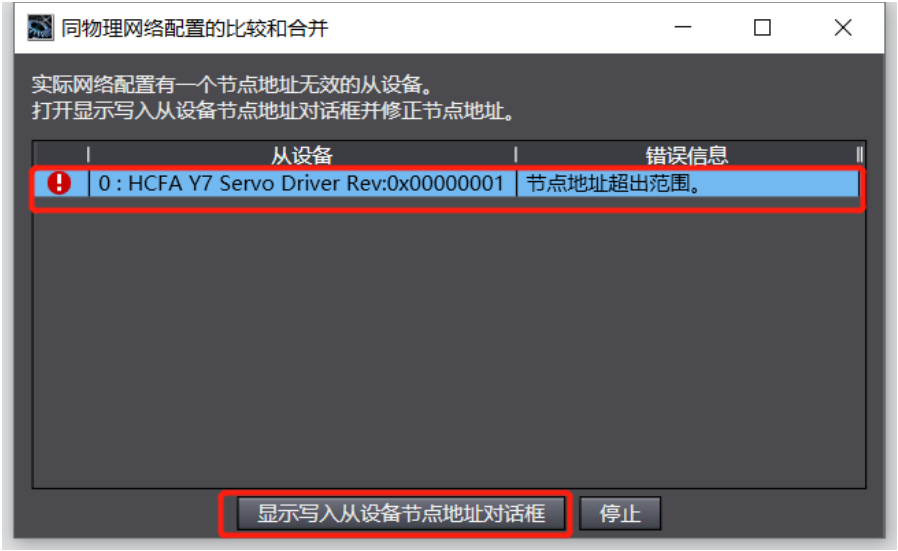 同物理网络配置的比较和合并
实际网络配置有一个节点地址无效的从设备。
打开显示写入从设备节点地址对话框并修正节点地址。
从设备 错误信息
0 : HCFA Y7 Servo Driver Rev:0x00000001 节点地址超出范围。
显示写入从设备节点地址对话框 停止